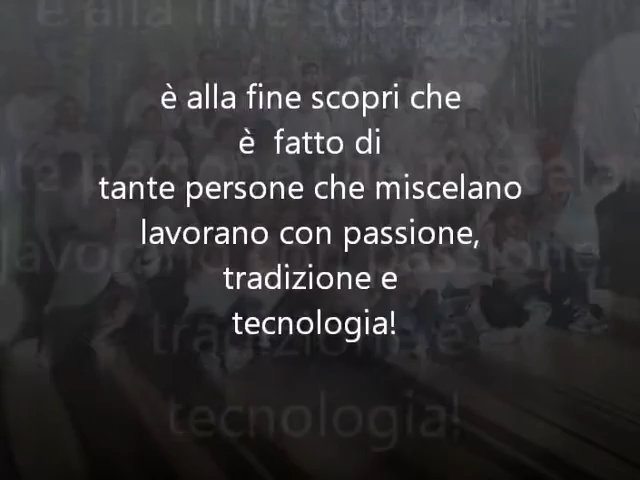 è alla fine scopri che
è  fatto di
tante persone che miscelano
lavorano con passione,
tradizione e
tecnologia!